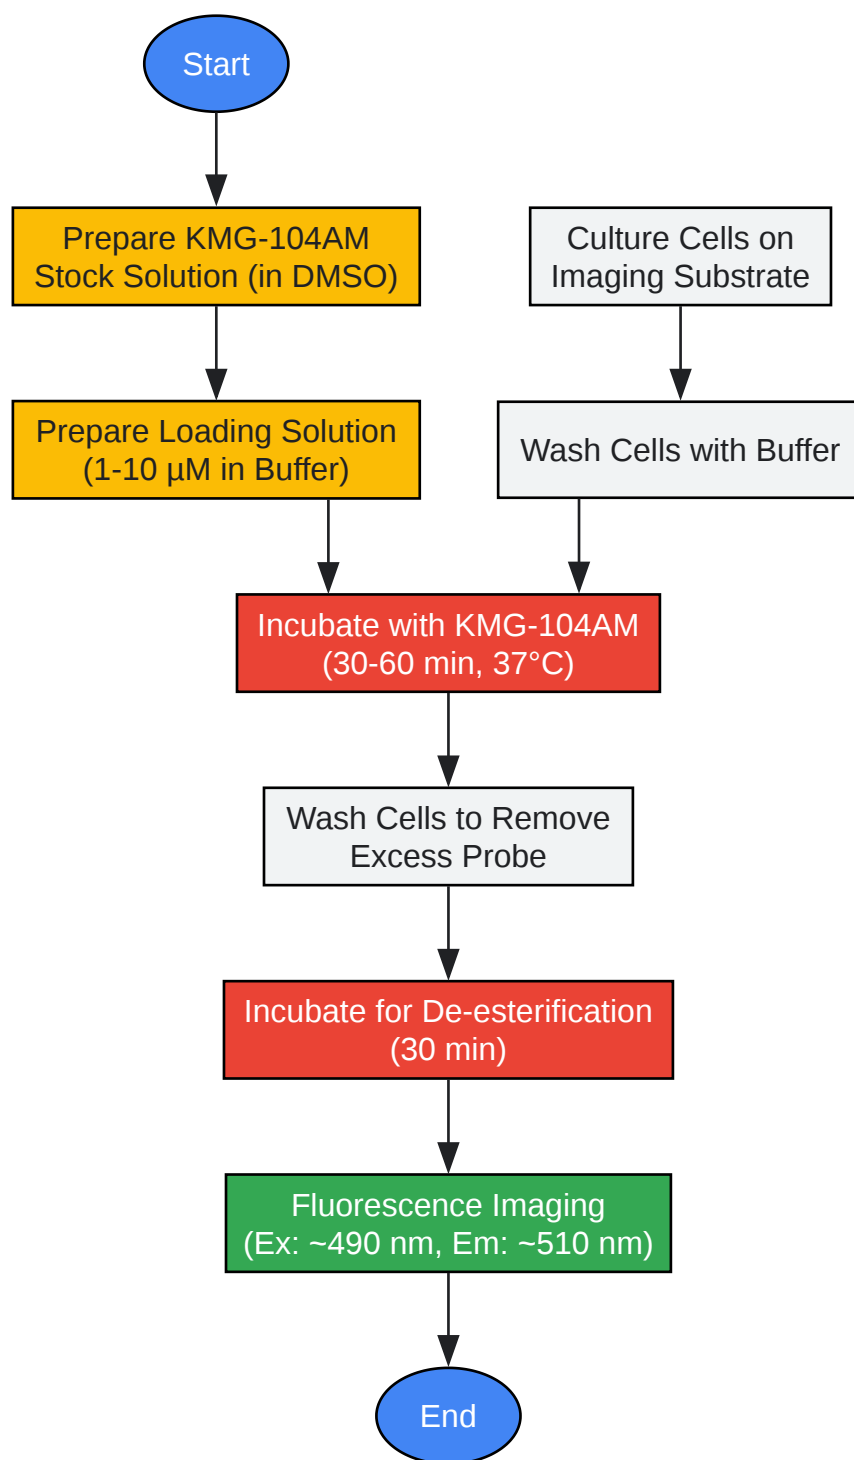 Start
Prepare KMG-104AM
Stock Solution (in DMSO)
Culture Cells on
Imaging Substrate
Prepare Loading Solution
(1-10 µM in Buffer)
Wash Cells with Buffer
Incubate with KMG-104AM
(30-60 min, 37°C)
Wash Cells to Remove
Excess Probe
Incubate for De-esterification
(30 min)
Fluorescence Imaging
(Ex: ~490 nm, Em: ~510 nm)
End